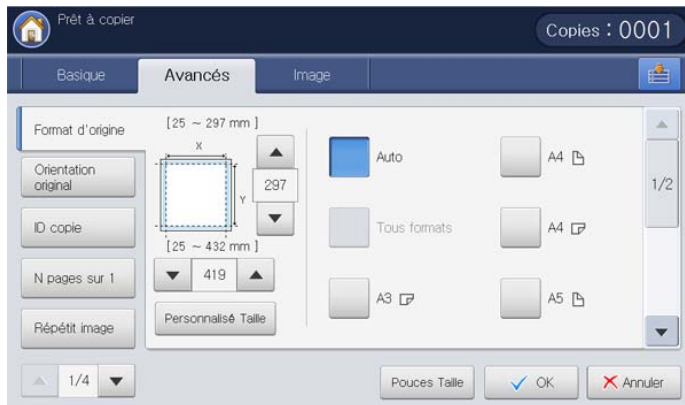 Prêt à copier
Copies : 0001
Basique
Avancés
Image
Format d'origine
Orientation
original
ID copie
N pages sur 1
Répétit image
1/4
[ 25 ~ 297 mm ]
X
Y
297
[ 25 ~ 432 mm ]
419
Personnalisé Taille
Auto
Tous formats
A3
A4
A4
A5
1/2
Pouces Taille
OK
Annuler